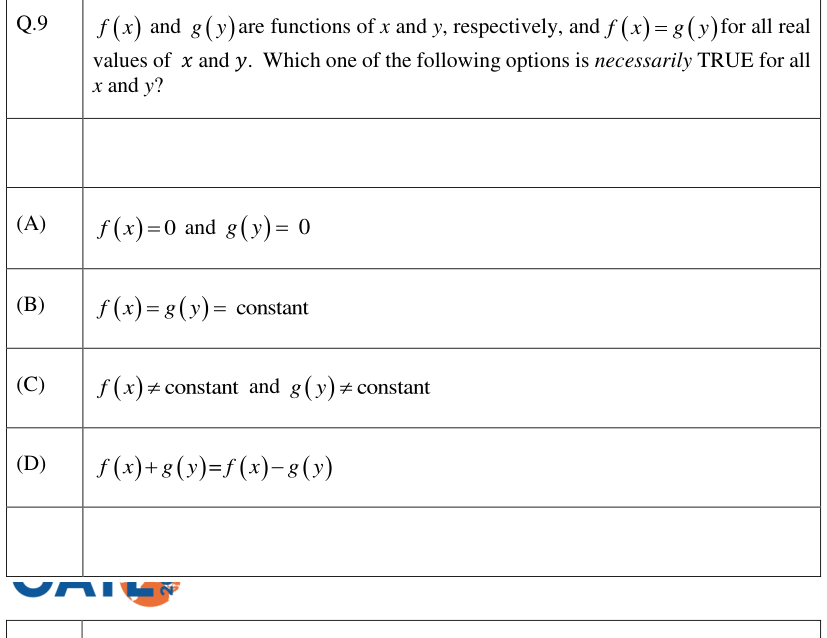 Q.9 f(x) and g(y) are functions of x and y, respectively, and f(x) = g(y) for all real
values of x and y. Which one of the following options is necessarily TRUE for all
x and y?
(A) f(x) = 0 and g(y) = 0
(B) f(x) = g(y) = constant
(C) f(x) ≠ constant and g(y) ≠ constant
(D) f(x) + g(y) = f(x) − g(y)